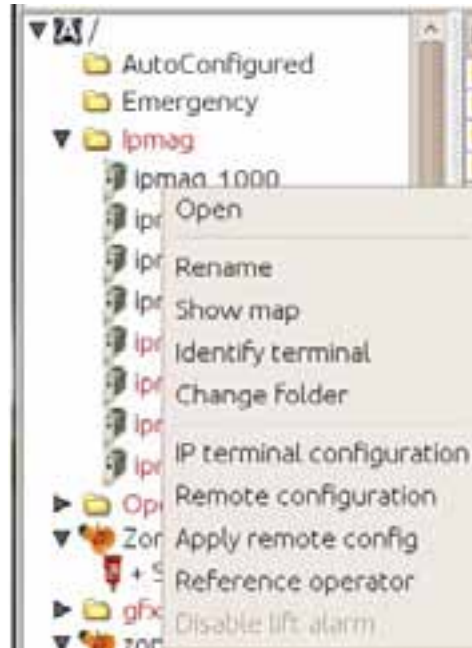 /
AutoConfigured
Emergency
Ipmag
ipmag_1000
Open
Rename
Show map
Identify terminal
Change folder
IP terminal configuration
Remote configuration
Apply remote config
Reference operator
Disable lift alarm